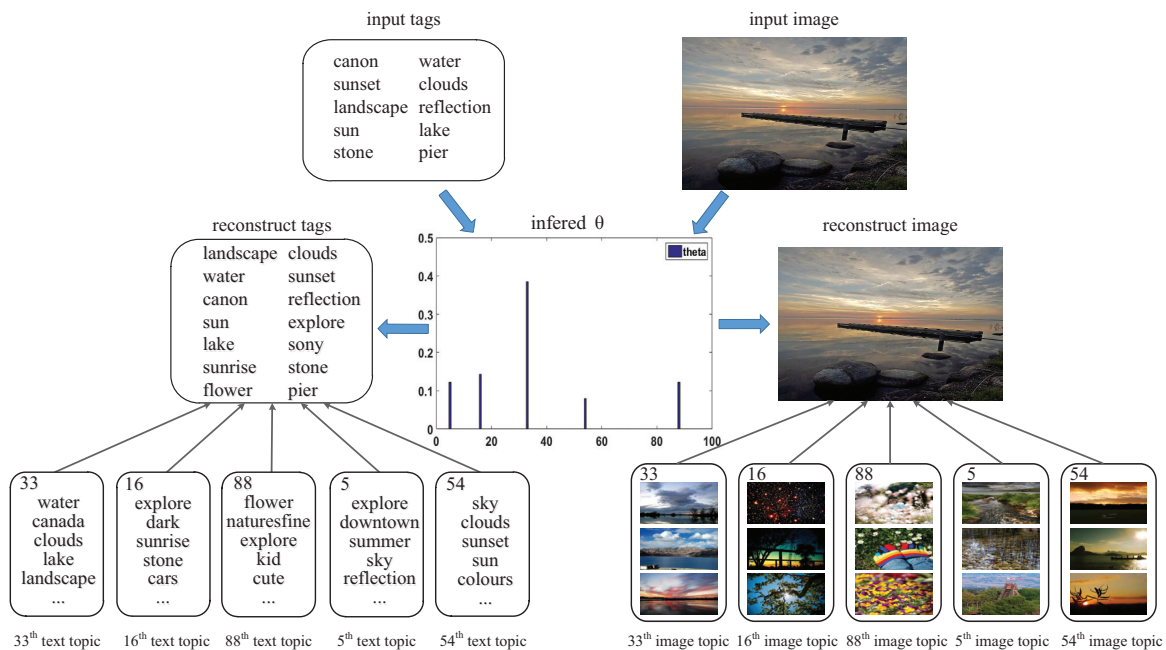 input tags
input image
canon water
sunset clouds
landscape reflection
sun lake
stone pier
reconstruct tags
infered θ
reconstruct image
landscape clouds
water sunset
canon reflection
sun explore
lake sony
sunrise stone
flower pier
0.5
0.4
0.3
0.2
0.1
0
theta
0 20 40 60 80 100
33
water
canada
clouds
lake
landscape
...
16
explore
dark
sunrise
stone
cars
...
88
flower
naturesfine
explore
kid
cute
...
5
explore
downtown
summer
sky
reflection
...
54
sky
clouds
sunset
sun
colours
...
33
...
16
...
88
...
5
...
54
...
33th text topic
16th text topic
88th text topic
5th text topic
54th text topic
33th image topic
16th image topic
88th image topic
5th image topic
54th image topic